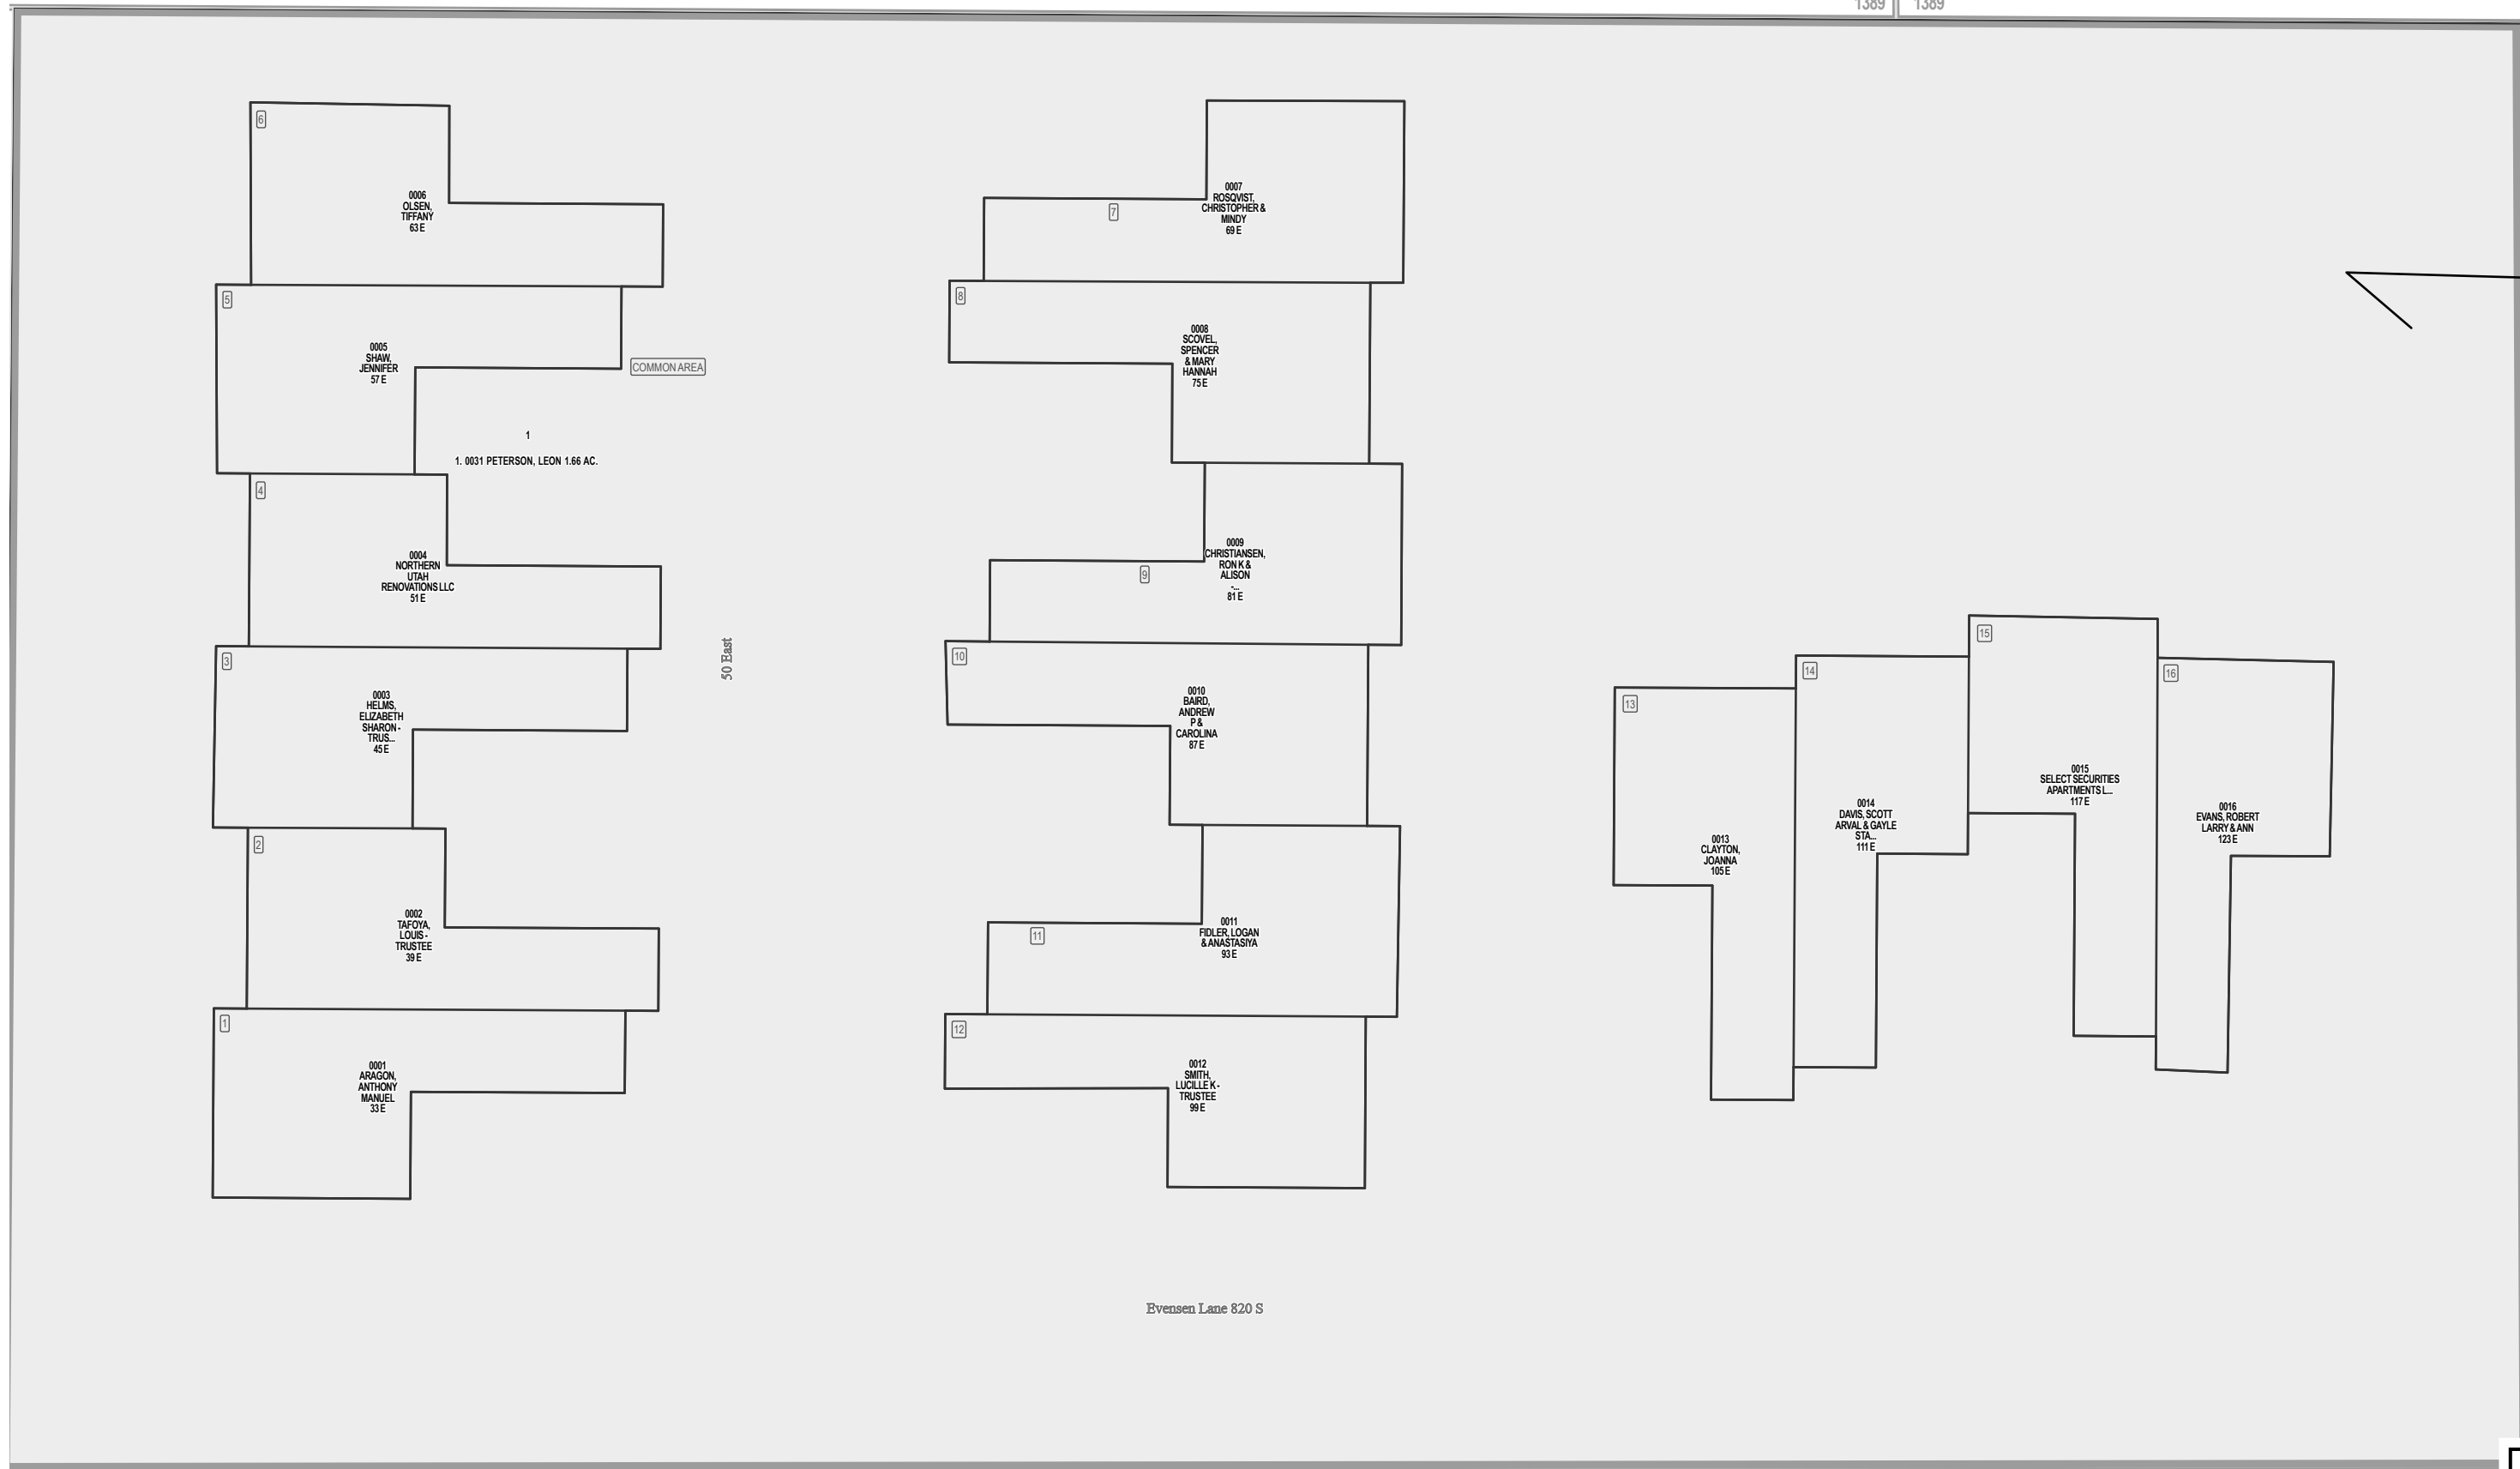 1389
1389
6
0006
OLSEN,
TIFFANY
63 E
5
0005
SHAW,
JENNIFER
57 E
COMMON AREA
1
1. 0031 PETERSON, LEON 1.66 AC.
4
0004
NORTHERN
UTAH
RENOVATIONS LLC
51 E
3
0003
HELMS,
ELIZABETH
SHARON -
TRUS...
45 E
2
0002
TAFOYA,
LOUIS -
TRUSTEE
39 E
1
0001
ARAGON,
ANTHONY
MANUEL
33 E
50 East
7
0007
ROSQVIST,
CHRISTOPHER &
MINDY
69 E
8
0008
SCOVEL,
SPENCER
& MARY
HANNAH
75 E
9
0009
CHRISTIANSEN,
RON K &
ALISON
-...
81 E
10
0010
BAIRD,
ANDREW
P &
CAROLINA
87 E
11
0011
FIDLER, LOGAN
& ANASTASIYA
93 E
12
0012
SMITH,
LUCILLE K -
TRUSTEE
99 E
13
0013
CLAYTON,
JOANNA
105 E
14
0014
DAVIS, SCOTT
ARVAL & GAYLE
STA...
111 E
15
0015
SELECT SECURITIES
APARTMENTS L...
117 E
16
0016
EVANS, ROBERT
LARRY & ANN
123 E
Evensen Lane 820 S